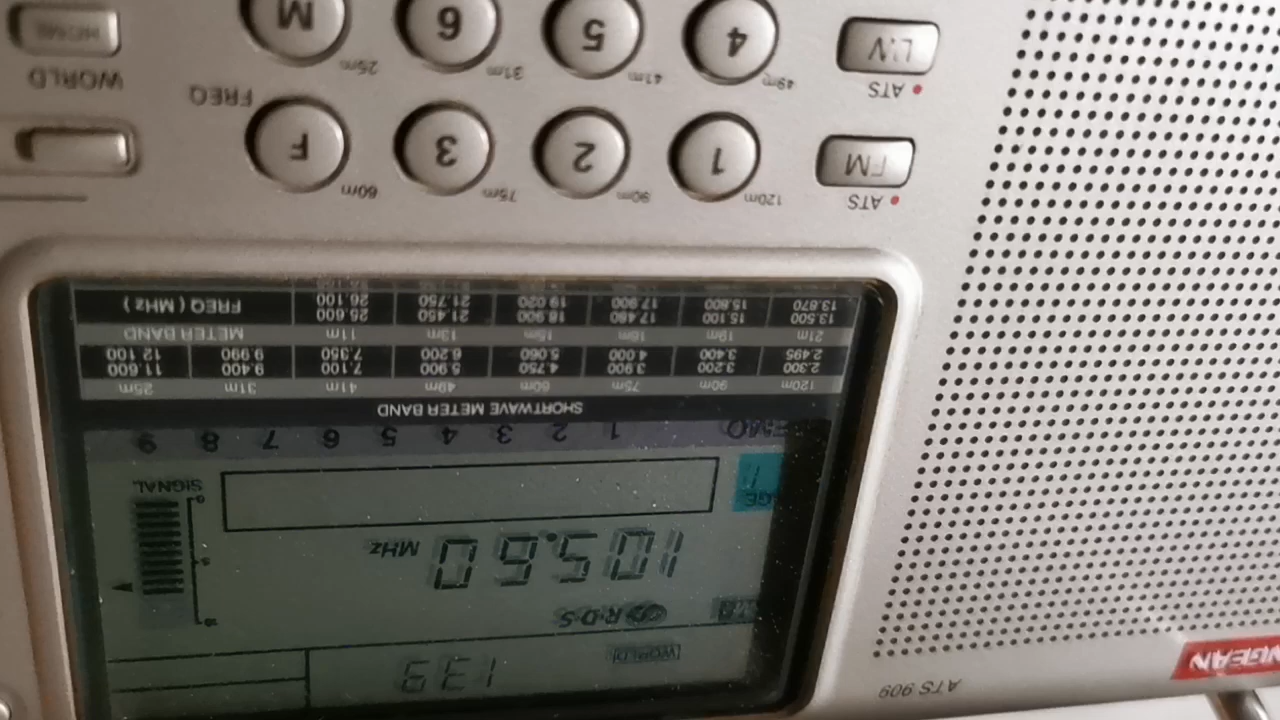 ATS 909
NGEAN
WORLD
R·D·S
105.60 MHz
SIGNAL
1 2 3 4 5 6 7 8 9
SHORTWAVE METER BAND
120m 90m 75m 60m 49m 41m 31m 25m
2.300 3.200 3.900 4.750 5.900 7.100 9.400 11.600
2.495 3.400 4.000 5.060 6.200 7.350 9.990 12.100
21m 19m 16m 15m 13m 11m METER BAND
13.500 15.100 17.480 18.900 21.450 25.600 FREQ ( MHz )
13.870 15.800 17.900 19.020 21.750 26.100
ATS 120m 90m 75m 60m
FM 1 2 3 F
FREQ
ATS 49m 41m 31m 25m WORLD
4 5 6 M HOME